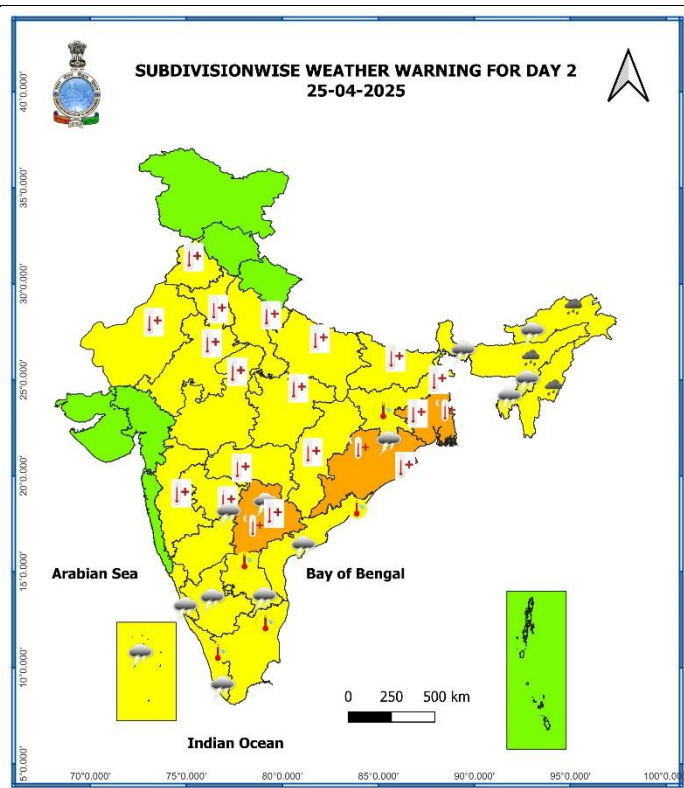 SUBDIVISIONWISE WEATHER WARNING FOR DAY 2
25-04-2025
40°0.000'
35°0.000'
30°0.000'
25°0.000'
20°0.000'
15°0.000'
10°0.000'
5°0.000'
Arabian Sea
Bay of Bengal
0 250 500 km
Indian Ocean
70°0.000' 75°0.000' 80°0.000' 85°0.000' 90°0.000' 95°0.000' 100°0.0